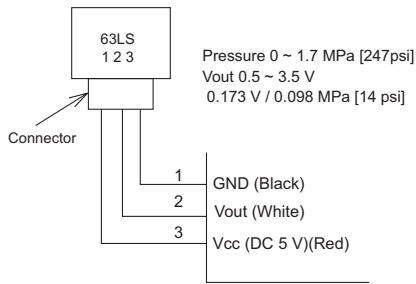 63LS
1 2 3
Pressure 0 ~ 1.7 MPa [247psi]
Vout 0.5 ~ 3.5 V
0.173 V / 0.098 MPa [14 psi]
Connector
1
GND (Black)
2
Vout (White)
3
Vcc (DC 5 V)(Red)